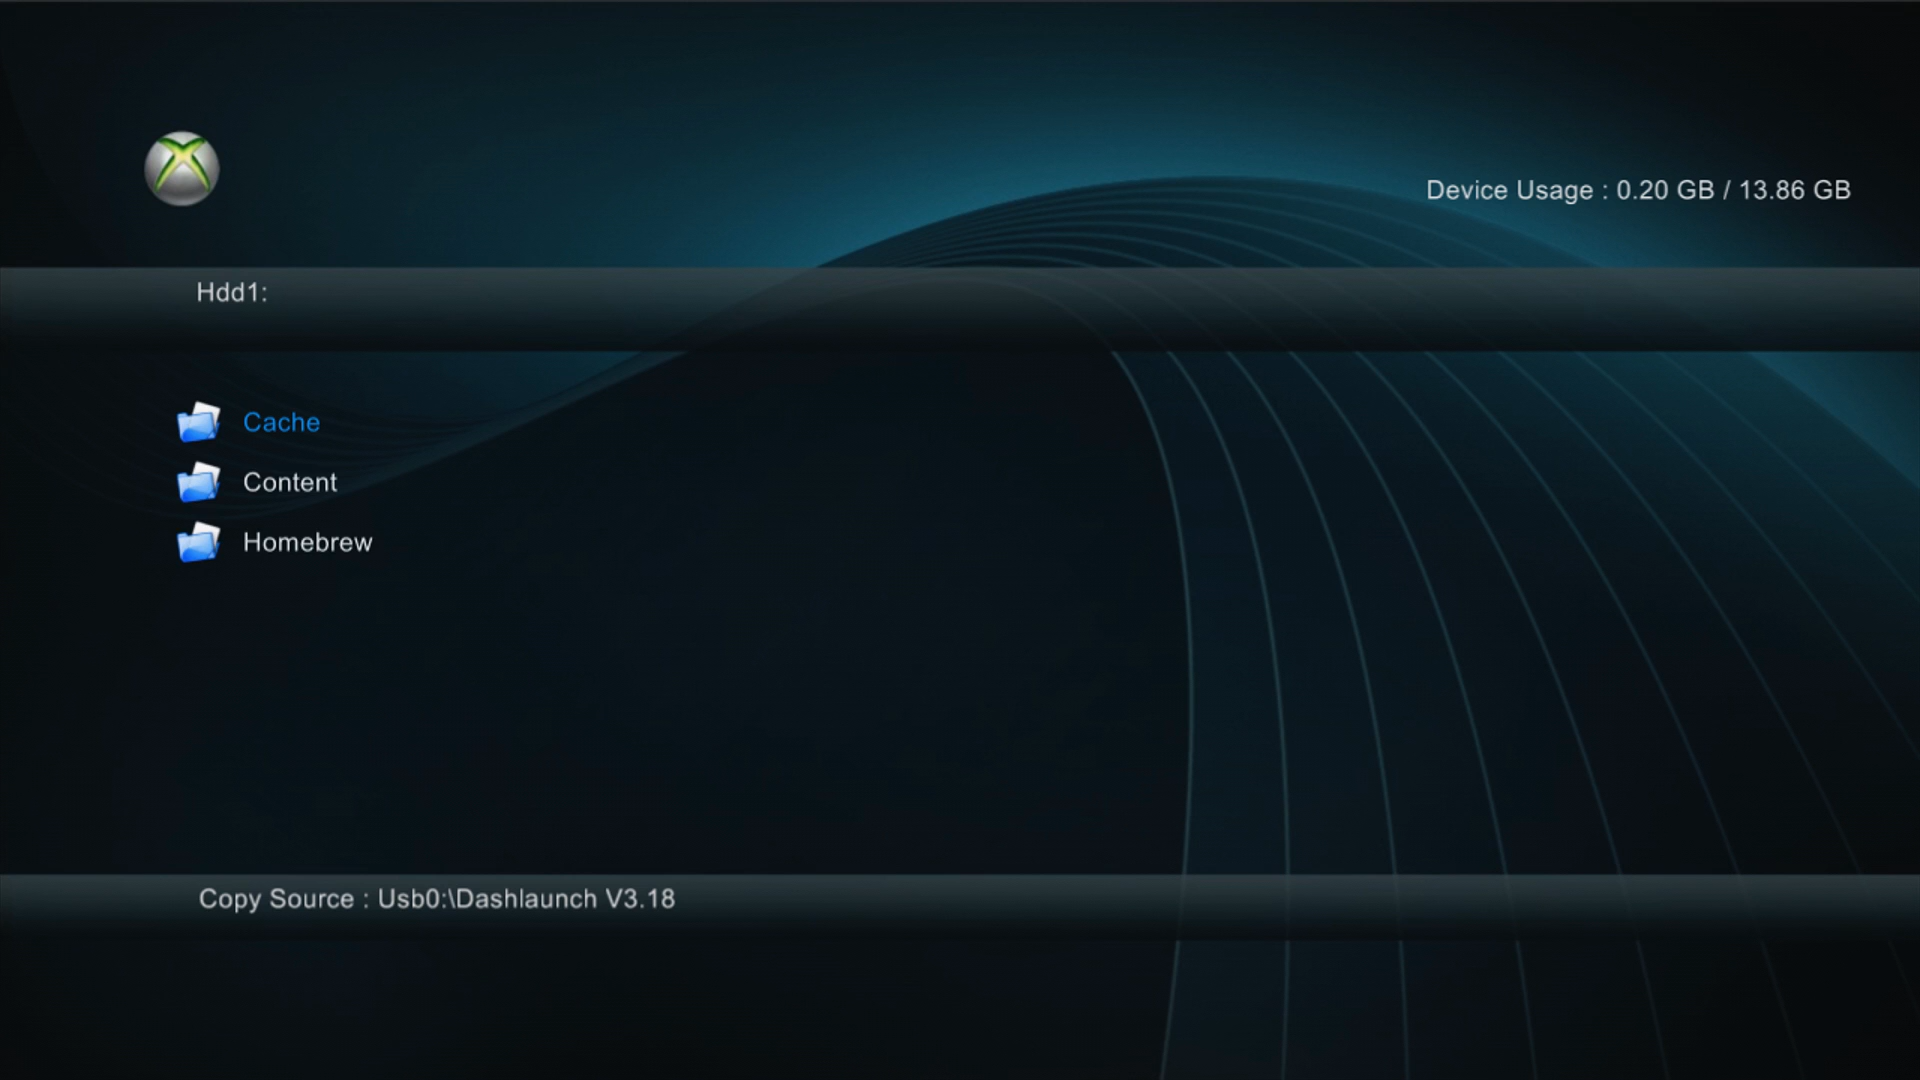 Device Usage : 0.20 GB / 13.86 GB
Hdd1:
Cache
Content
Homebrew
Copy Source : Usb0:\Dashlaunch V3.18